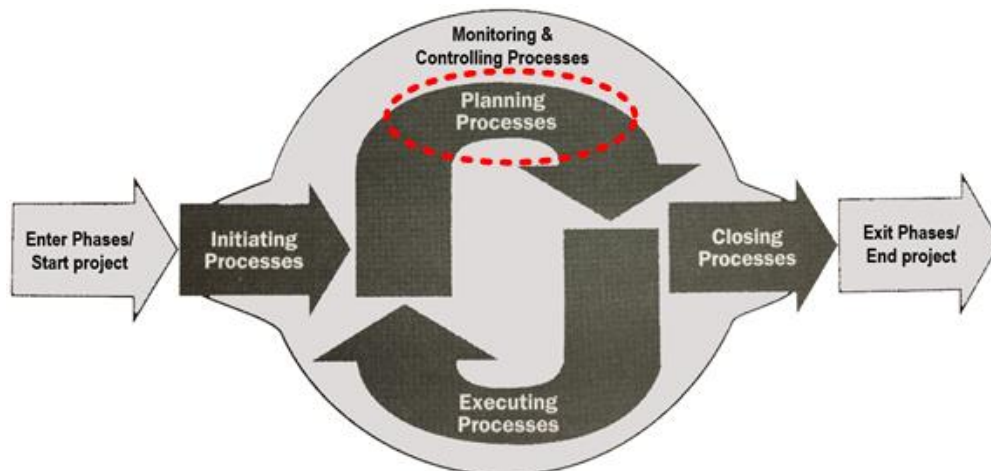 Monitoring &
Controlling Processes
Planning
Processes
Enter Phases/
Start project
Initiating
Processes
Closing
Processes
Exit Phases/
End project
Executing
Processes